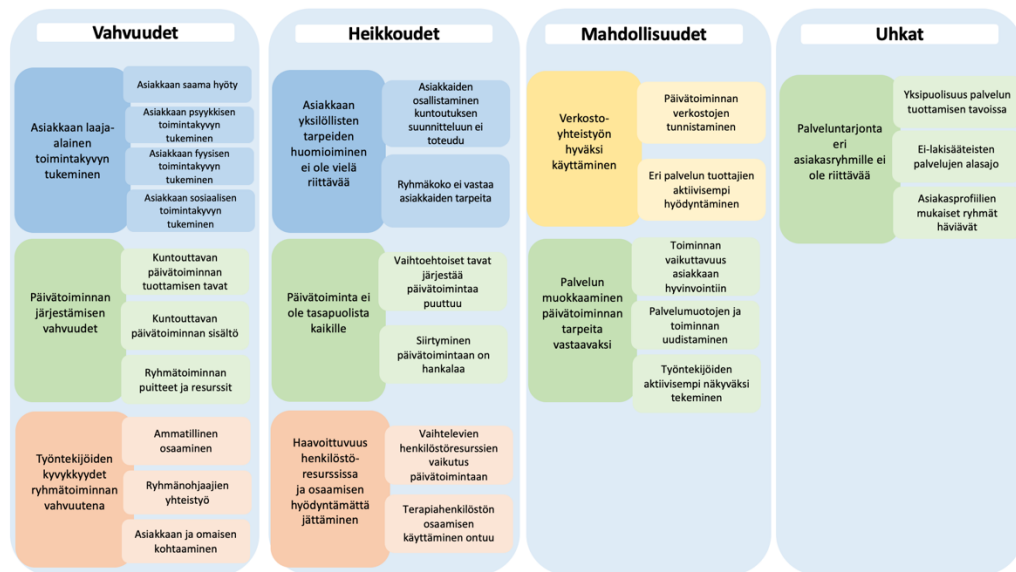 Vahvuudet
Asiakkaan laaja-
alainen
toimintakyvyn
tukeminen
Asiakkaan saama hyöty
Asiakkaan psyykkisen
toimintakyvyn
tukeminen
Asiakkaan fyysisen
toimintakyvyn
tukeminen
Asiakkaan sosiaalisen
toimintakyvyn
tukeminen
Päivätoiminnan
järjestämisen
vahvuudet
Kuntouttavan
päivätoiminnan
tuottamisen tavat
Kuntouttavan
päivätoiminnan sisältö
Ryhmätoiminnan
puitteet ja resurssit
Työntekijöiden
kyvykkyydet
ryhmätoiminnan
vahvuutena
Ammatillinen
osaaminen
Ryhmänohjaajien
yhteistyö
Asiakkaan ja omaisen
kohtaaminen
Heikkoudet
Asiakkaan
yksilöllisten
tarpeiden
huomioiminen
ei ole vielä
riittävää
Asiakkaiden
osallistaminen
kuntoutuksen
suunnitteluun ei
toteudu
Ryhmäkoko ei vastaa
asiakkaiden tarpeita
Päivätoiminta ei
ole tasapuolista
kaikille
Vaihtoehtoiset tavat
järjestää
päivätoimintaa
puuttuu
Siirtyminen
päivätoimintaan on
hankalaa
Haavoittuvuus
henkilöstö-
resurssissa
ja osaamisen
hyödyntämättä
jättäminen
Vaihtelevien
henkilöstöresurssien
vaikutus
päivätoimintaan
Terapiahenkilöstön
osaamisen
käyttäminen ontuu
Mahdollisuudet
Verkosto-
yhteistyön
hyväksi
käyttäminen
Päivätoiminnan
verkostojen
tunnistaminen
Eri palvelun tuottajien
aktiivisempi
hyödyntäminen
Palvelun
muokkaaminen
päivätoiminnan
tarpeita
vastaavaksi
Toiminnan
vaikuttavuus
asiakkaan
hyvinvointiin
Palvelumuotojen ja
toiminnan
uudistaminen
Työntekijöiden
aktiivisempi näkyväksi
tekeminen
Uhkat
Palveluntarjonta
eri
asiakasryhmille ei
ole riittävää
Yksipuolisuus palvelun
tuottamisen tavoissa
Ei-lakisääteisten
palvelujen alasajo
Asiakasprofiilien
mukaiset ryhmät
häviävät